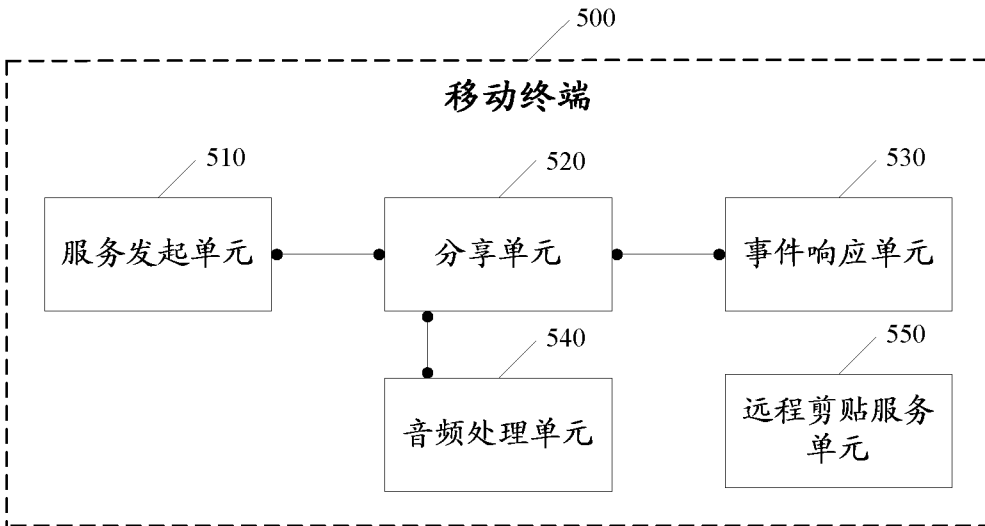 500
移动终端
510
520
530
服务发起单元
分享单元
事件响应单元
540
550
音频处理单元
远程剪贴服务
单元